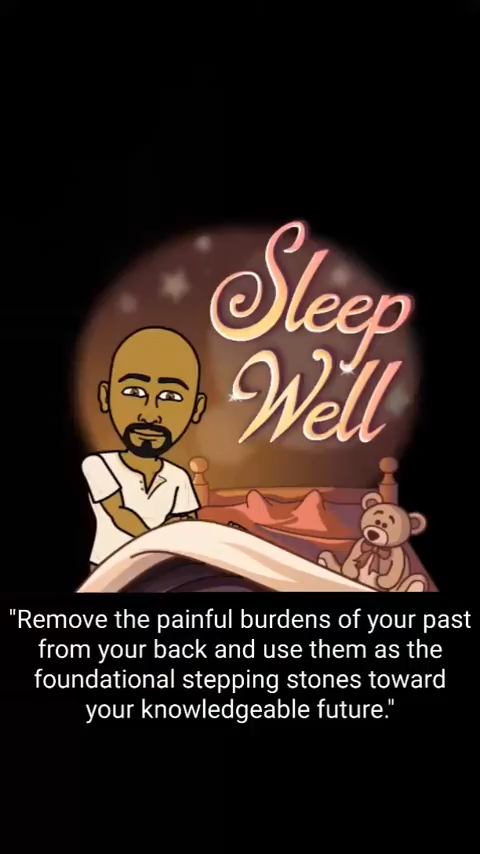 Sleep
Well
"Remove the painful burdens of your past
from your back and use them as the
foundational stepping stones toward
your knowledgeable future."